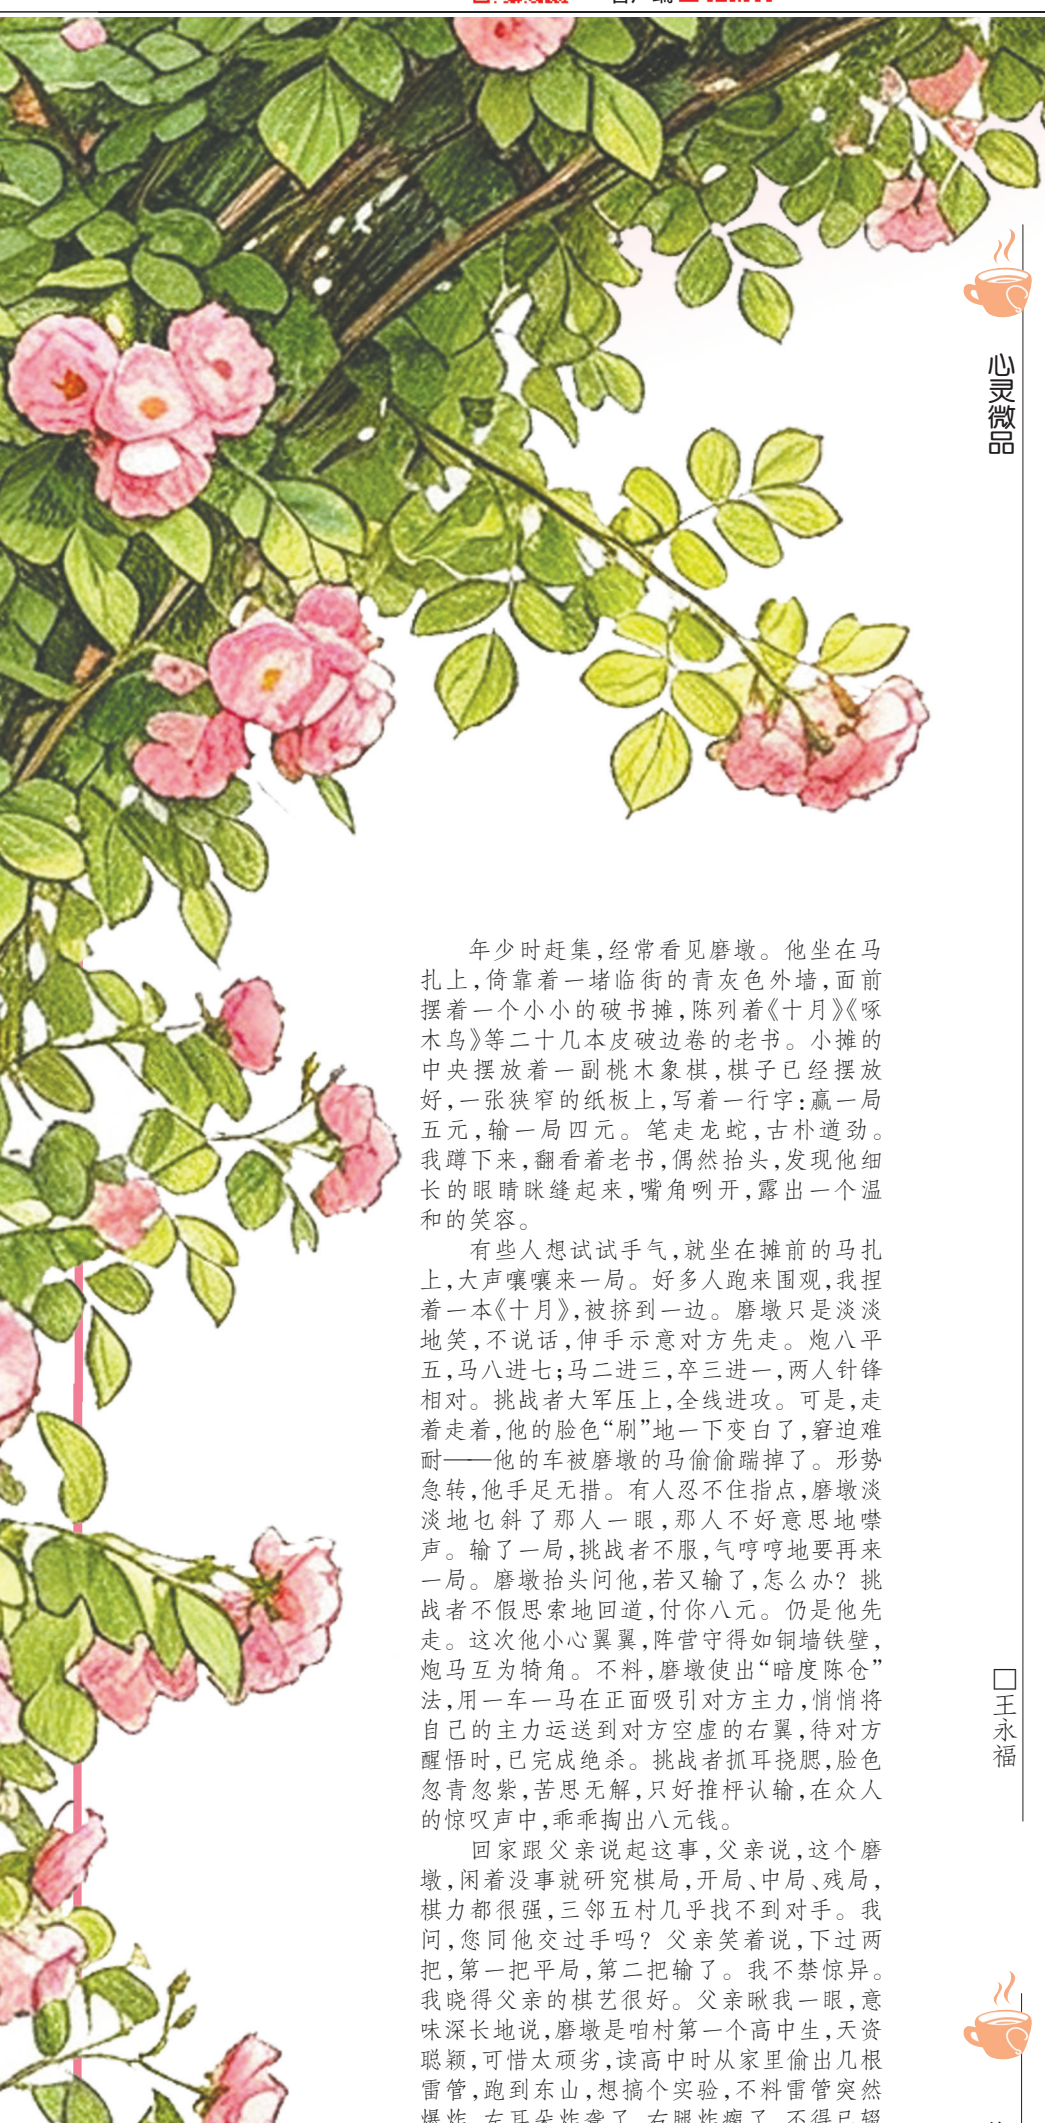 心灵微品
□王永福
年少时赶集,经常看见磨墩。他坐在马
扎上,倚靠着一堵临街的青灰色外墙,面前
摆着一个小小的破书摊,陈列着《十月》《啄
木鸟》等二十几本皮破边卷的老书。小摊的
中央摆放着一副桃木象棋,棋子已经摆放
好,一张狭窄的纸板上,写着一行字:赢一局
五元,输一局四元。笔走龙蛇,古朴遒劲。
我蹲下来,翻看着老书,偶然抬头,发现他细
长的眼睛眯缝起来,嘴角咧开,露出一个温
和的笑容。
有些人想试试手气,就坐在摊前的马扎
上,大声嚷嚷来一局。好多人跑来围观,我捏
着一本《十月》,被挤到一边。磨墩只是淡淡
地笑,不说话,伸手示意对方先走。炮八平
五,马八进七;马二进三,卒三进一,两人针锋
相对。挑战者大军压上,全线进攻。可是,走
着走着,他的脸色“刷”地一下变白了,窘迫难
耐——他的车被磨墩的马偷偷踹掉了。形势
急转,他手足无措。有人忍不住指点,磨墩淡
淡地乜斜了那人一眼,那人不好意思地噤
声。输了一局,挑战者不服,气哼哼地要再来
一局。磨墩抬头问他,若又输了,怎么办?挑
战者不假思索地回道,付你八元。仍是他先
走。这次他小心翼翼,阵营守得如铜墙铁壁,
炮马互为犄角。不料,磨墩使出“暗度陈仓”
法,用一车一马在正面吸引对方主力,悄悄将
自己的主力运送到对方空虚的右翼,待对方
醒悟时,已完成绝杀。挑战者抓耳挠腮,脸色
忽青忽紫,苦思无解,只好推枰认输,在众人
的惊叹声中,乖乖掏出八元钱。
回家跟父亲说起这事,父亲说,这个磨
墩,闲着没事就研究棋局,开局、中局、残局,
棋力都很强,三邻五村几乎找不到对手。我
问,您同他交过手吗?父亲笑着说,下过两
把,第一把平局,第二把输了。我不禁惊异。
我晓得父亲的棋艺很好。父亲瞅我一眼,意
味深长地说,磨墩是咱村第一个高中生,天资
聪颖,可惜太顽劣,读高中时从家里偷出几根
雷管,跑到东山,想搞个实验,不料雷管突然
爆炸,左耳朵炸聋了,右腿炸瘸了,不得已辍